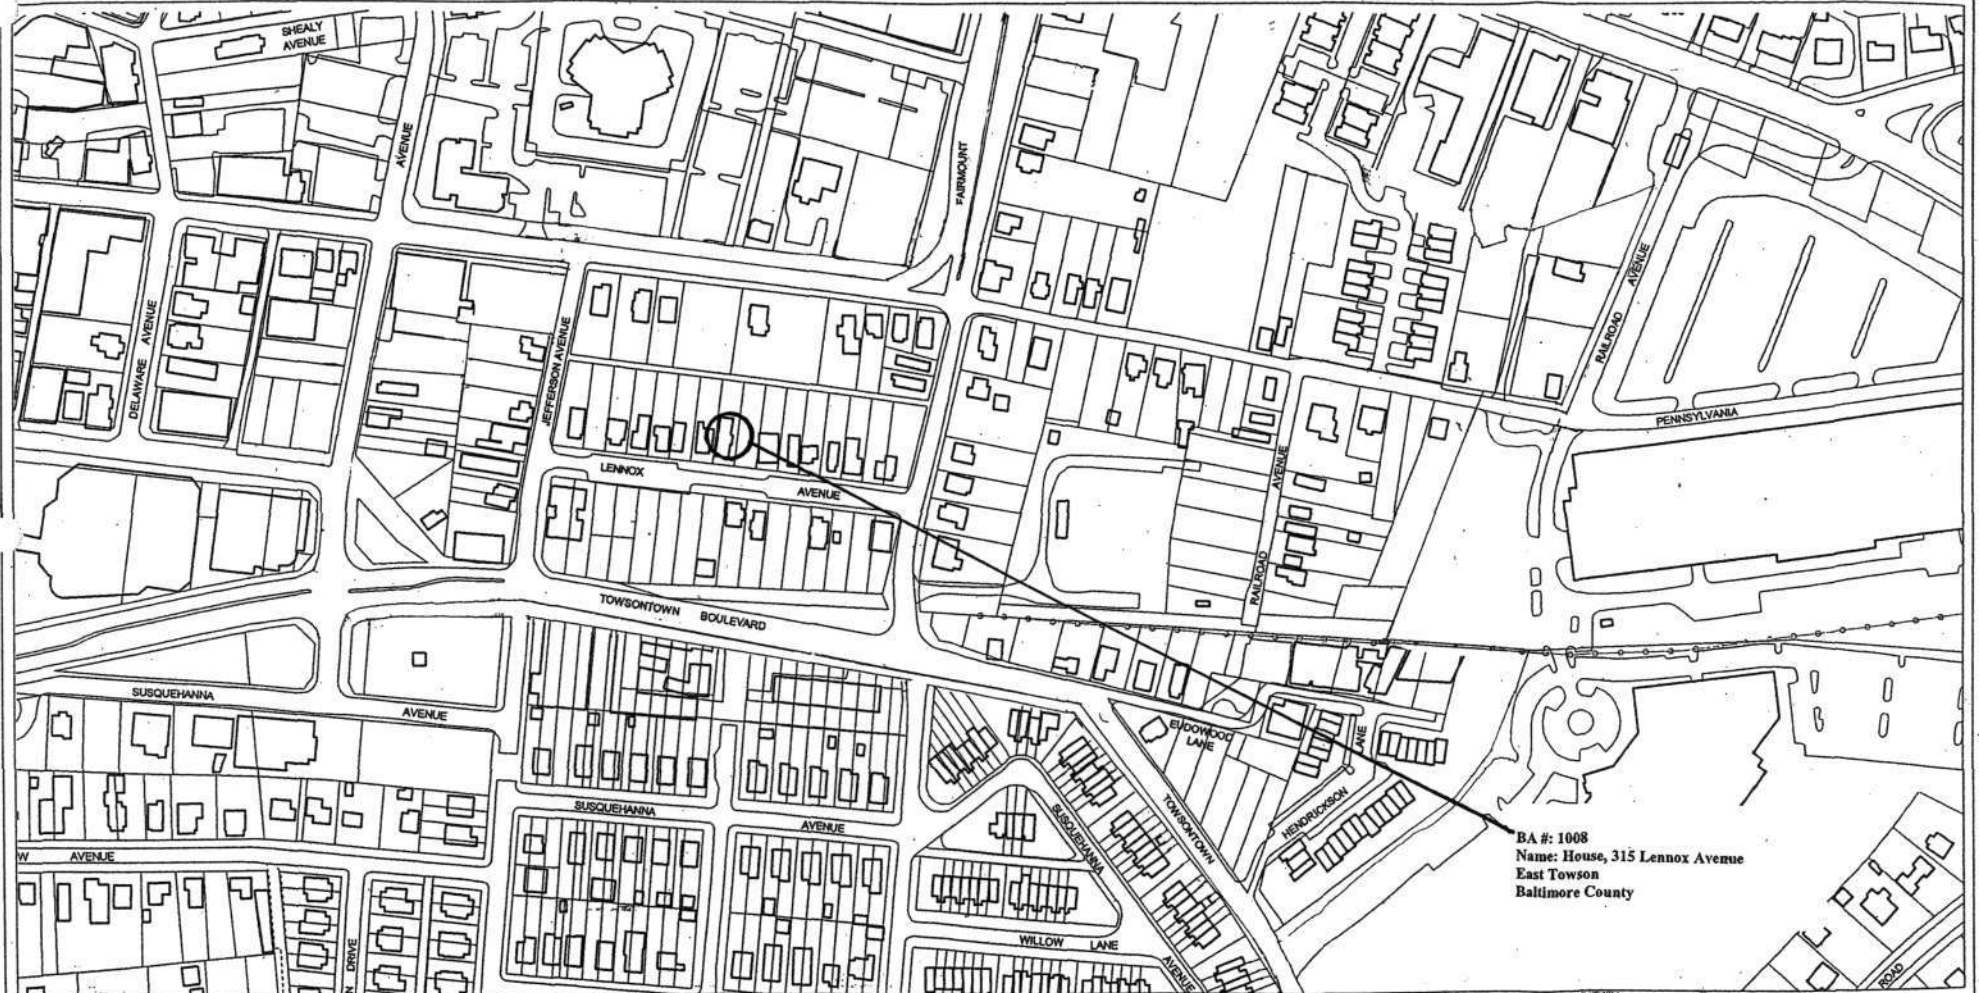 SHEALY
AVENUE
AVENUE
FAIRMOUNT
DELAWARE AVENUE
JEFFERSON AVENUE
RAILROAD AVENUE
PENNSYLVANIA
LENNOX AVENUE
RAILROAD AVENUE
TOWSONTOWN BOULEVARD
SUSQUEHANNA AVENUE
EUDOWOOD
LANE
HENDRICKSON LANE
TOWSONTOWN
SUSQUEHANNA AVENUE
SUSQUEHANNA AVENUE
BA #: 1008
Name: House, 315 Lennox Avenue
East Towson
Baltimore County
W AVENUE
WILLOW LANE
DRIVE
ROAD